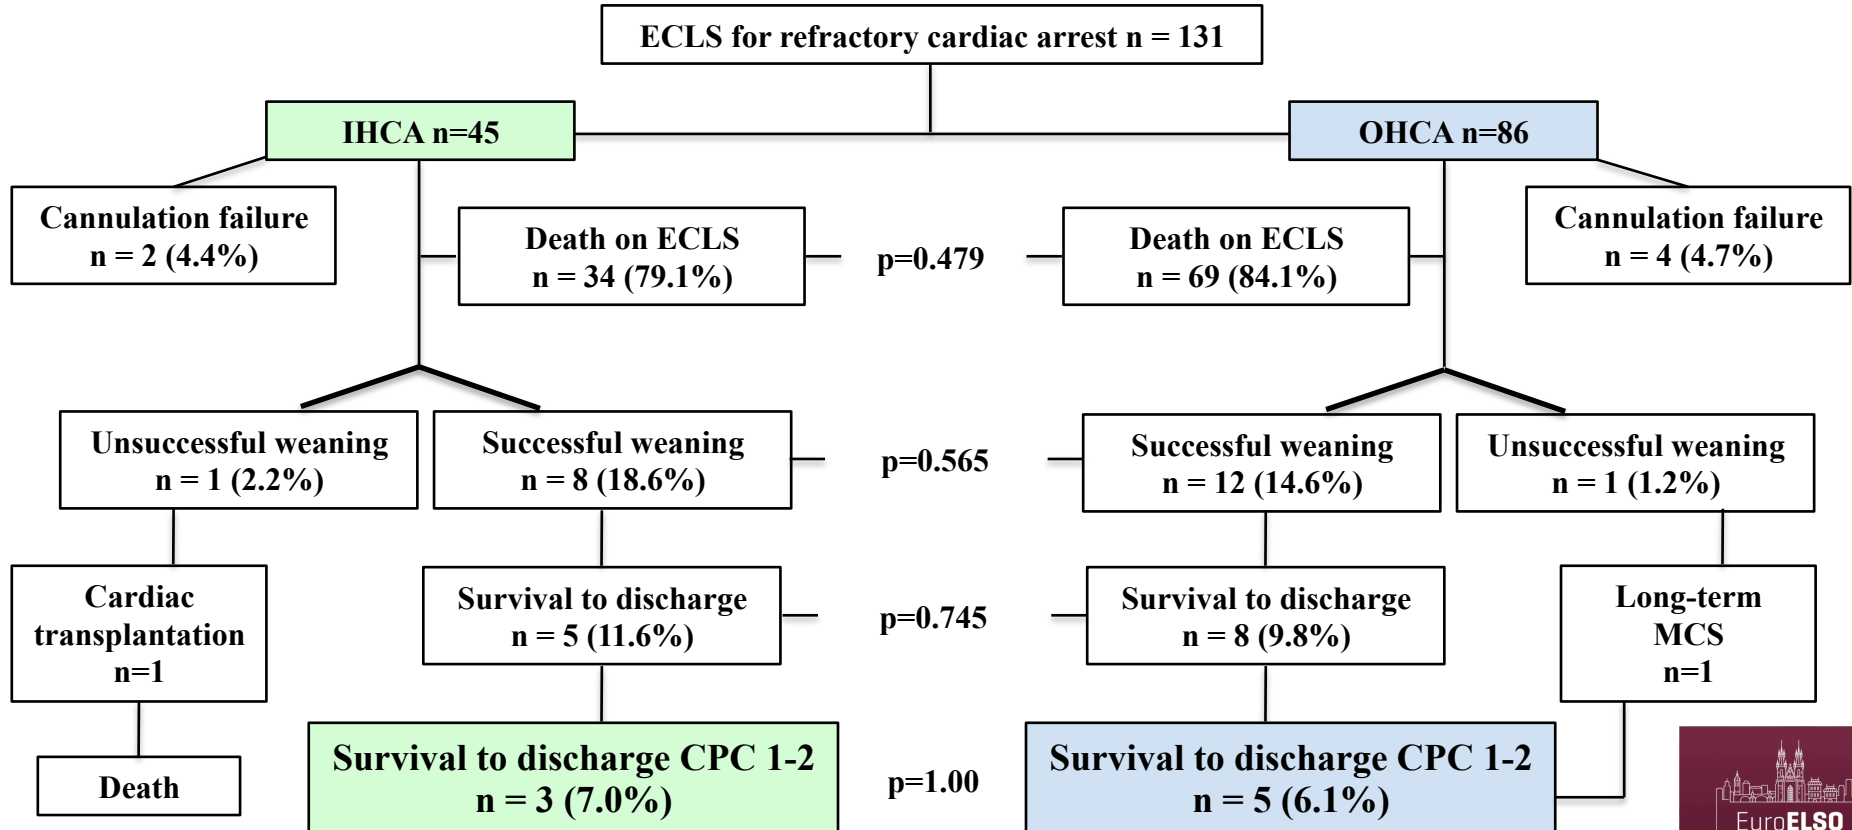 ECLS for refractory cardiac arrest n = 131
IHCA n=45
OHCA n=86
Cannulation failure
n = 2 (4.4%)
Death on ECLS
n = 34 (79.1%)
p=0.479
Death on ECLS
n = 69 (84.1%)
Cannulation failure
n = 4 (4.7%)
Unsuccessful weaning
n = 1 (2.2%)
Successful weaning
n = 8 (18.6%)
p=0.565
Successful weaning
n = 12 (14.6%)
Unsuccessful weaning
n = 1 (1.2%)
Cardiac
transplantation
n=1
Survival to discharge
n = 5 (11.6%)
p=0.745
Survival to discharge
n = 8 (9.8%)
Long-term
MCS
n=1
Death
Survival to discharge CPC 1-2
n = 3 (7.0%)
p=1.00
Survival to discharge CPC 1-2
n = 5 (6.1%)
EuroELSO